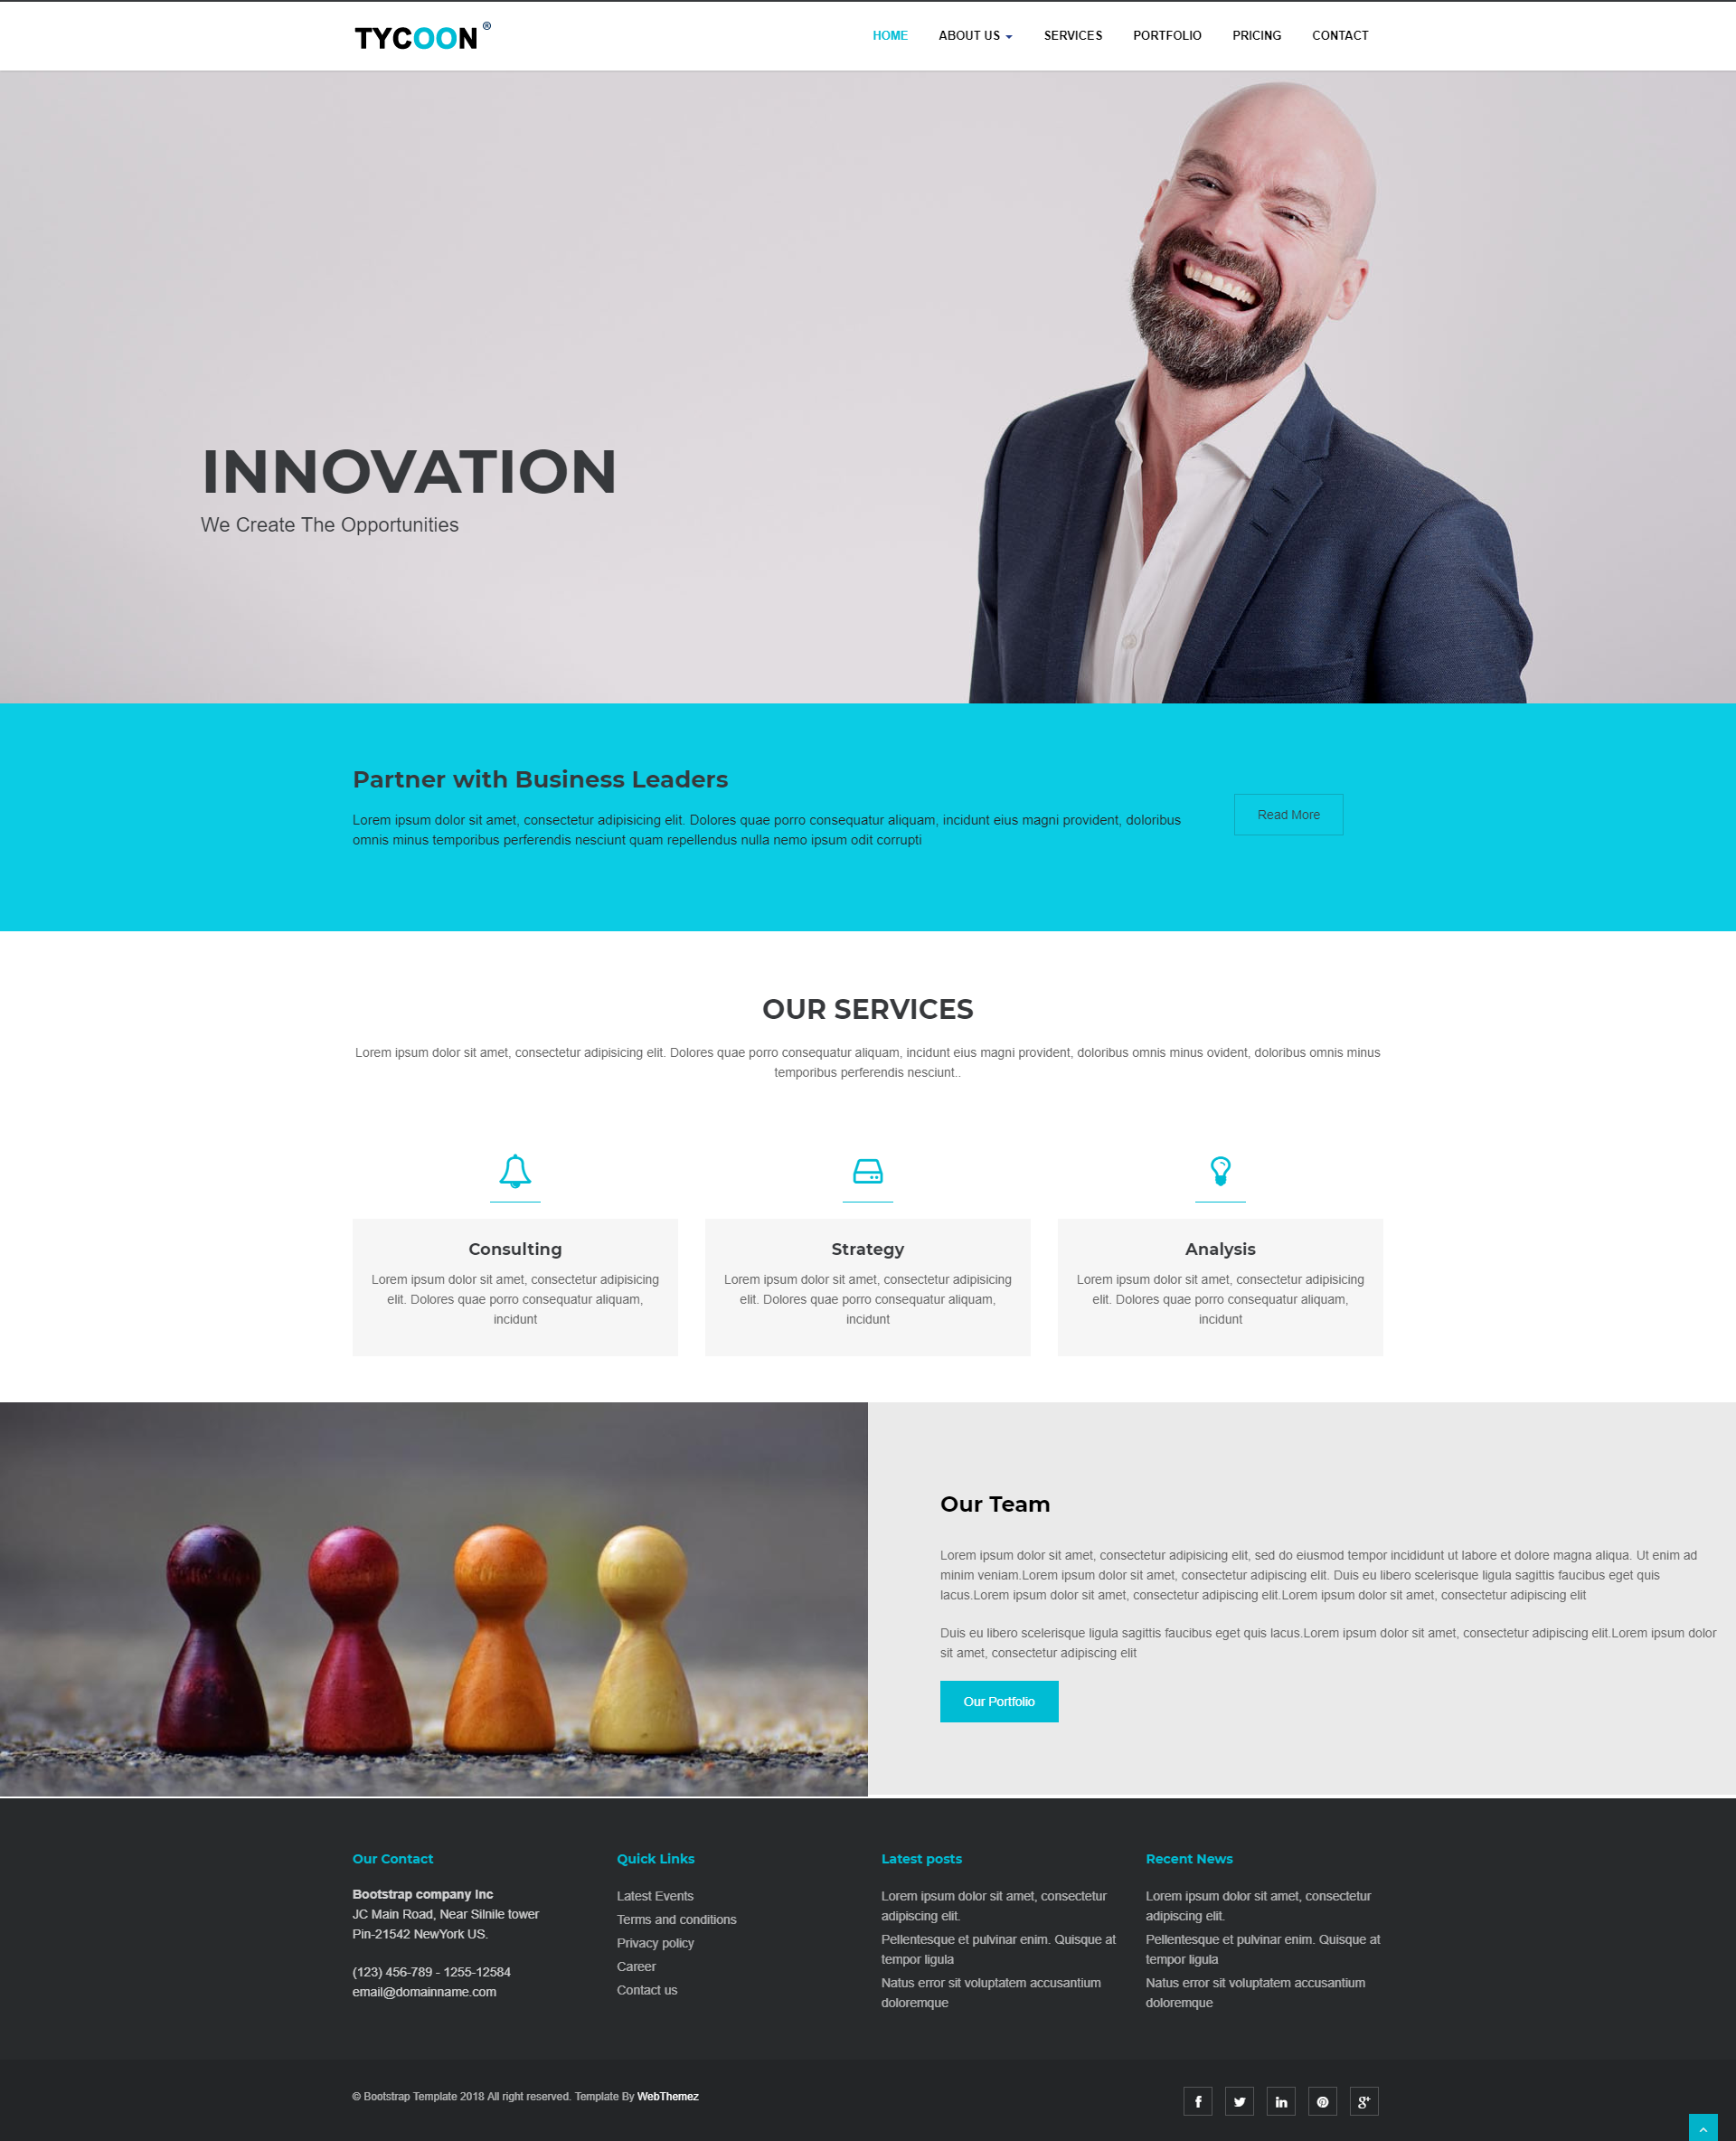 TYCOON®
HOME ABOUT US SERVICES PORTFOLIO PRICING CONTACT
INNOVATION
We Create The Opportunities
Partner with Business Leaders
Lorem ipsum dolor sit amet, consectetur adipisicing elit. Dolores quae porro consequatur aliquam, incidunt eius magni provident, doloribus
omnis minus temporibus perferendis nesciunt quam repellendus nulla nemo ipsum odit corrupti
Read More
OUR SERVICES
Lorem ipsum dolor sit amet, consectetur adipisicing elit. Dolores quae porro consequatur aliquam, incidunt eius magni provident, doloribus omnis minus ovident, doloribus omnis minus
temporibus perferendis nesciunt..
Consulting
Lorem ipsum dolor sit amet, consectetur adipisicing
elit. Dolores quae porro consequatur aliquam,
incidunt
Strategy
Lorem ipsum dolor sit amet, consectetur adipisicing
elit. Dolores quae porro consequatur aliquam,
incidunt
Analysis
Lorem ipsum dolor sit amet, consectetur adipisicing
elit. Dolores quae porro consequatur aliquam,
incidunt
Our Team
Lorem ipsum dolor sit amet, consectetur adipisicing elit, sed do eiusmod tempor incididunt ut labore et dolore magna aliqua. Ut enim ad
minim veniam.Lorem ipsum dolor sit amet, consectetur adipiscing elit. Duis eu libero scelerisque ligula sagittis faucibus eget quis
lacus.Lorem ipsum dolor sit amet, consectetur adipiscing elit.Lorem ipsum dolor sit amet, consectetur adipiscing elit
Duis eu libero scelerisque ligula sagittis faucibus eget quis lacus.Lorem ipsum dolor sit amet, consectetur adipiscing elit.Lorem ipsum dolor
sit amet, consectetur adipiscing elit
Our Portfolio
Our Contact
Bootstrap company Inc
JC Main Road, Near Silnile tower
Pin-21542 NewYork US.
(123) 456-789 - 1255-12584
email@domainname.com
Quick Links
Latest Events
Terms and conditions
Privacy policy
Career
Contact us
Latest posts
Lorem ipsum dolor sit amet, consectetur
adipiscing elit.
Pellentesque et pulvinar enim. Quisque at
tempor ligula
Natus error sit voluptatem accusantium
doloremque
Recent News
Lorem ipsum dolor sit amet, consectetur
adipiscing elit.
Pellentesque et pulvinar enim. Quisque at
tempor ligula
Natus error sit voluptatem accusantium
doloremque
© Bootstrap Template 2018 All right reserved. Template By WebThemez